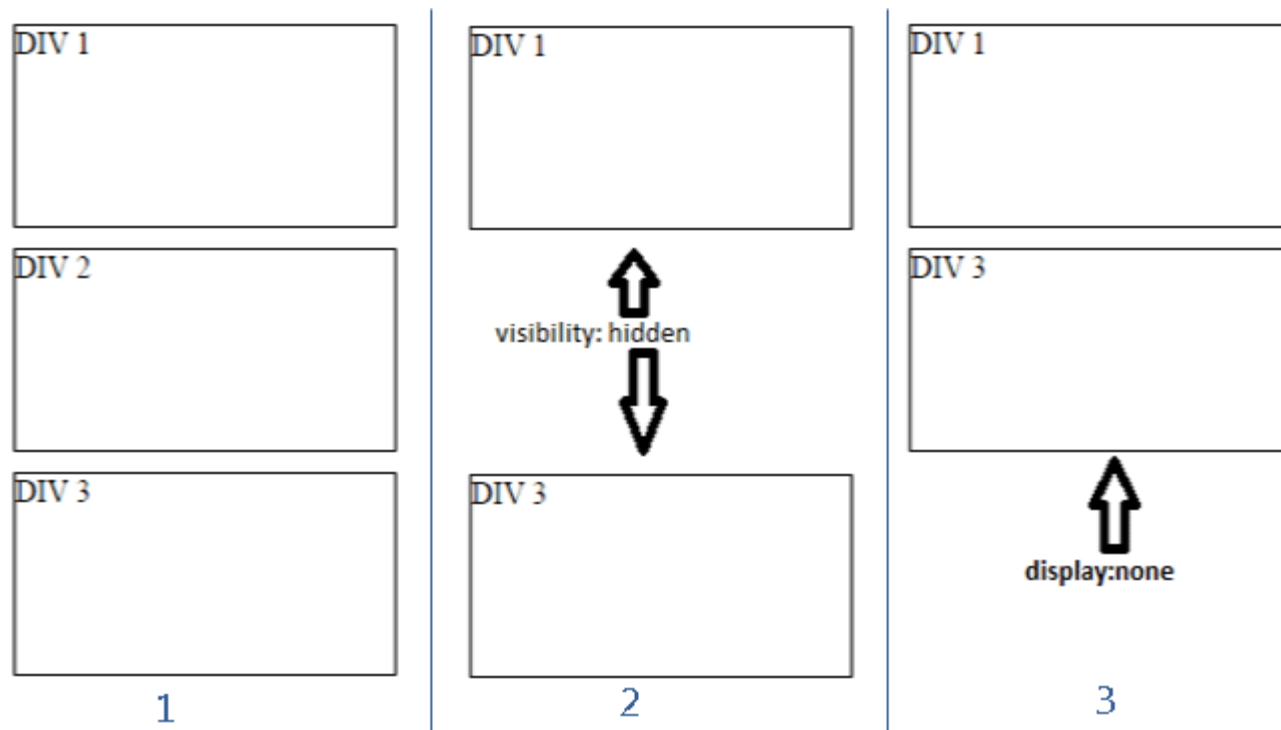 DIV 1
DIV 2
DIV 3
1
DIV 1
visibility: hidden
DIV 3
2
DIV 1
DIV 3
display:none
3